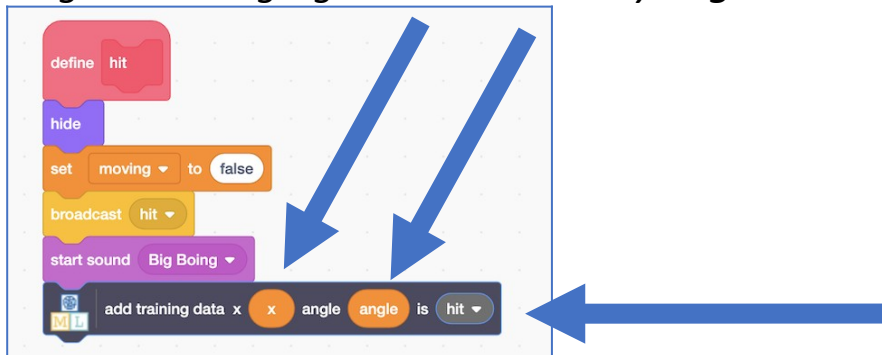 define hit
hide
set moving to false
broadcast hit
start sound Big Boing
ML add training data x x angle angle is hit